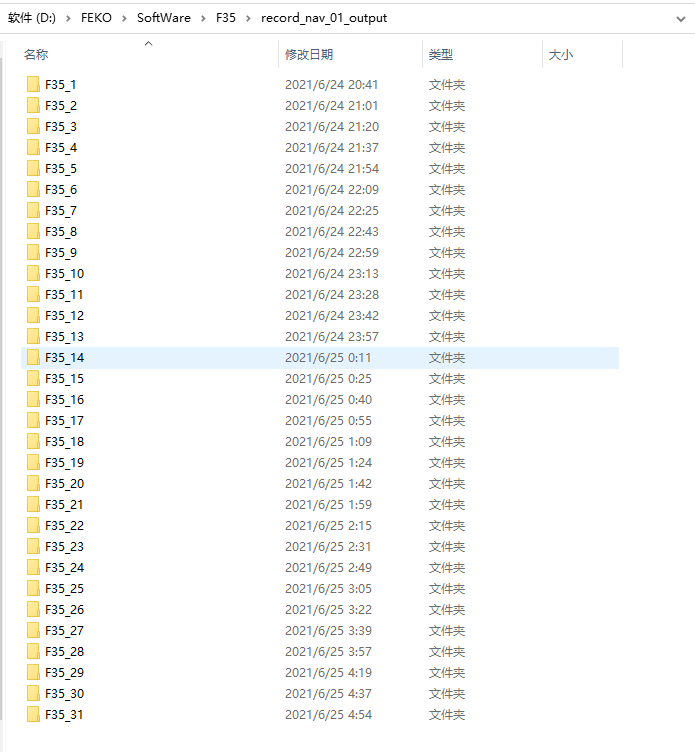 软件 (D:) › FEKO › SoftWare › F35 › record_nav_01_output
名称 修改日期 类型 大小
F35_1 2021/6/24 20:41 文件夹
F35_2 2021/6/24 21:01 文件夹
F35_3 2021/6/24 21:20 文件夹
F35_4 2021/6/24 21:37 文件夹
F35_5 2021/6/24 21:54 文件夹
F35_6 2021/6/24 22:09 文件夹
F35_7 2021/6/24 22:25 文件夹
F35_8 2021/6/24 22:43 文件夹
F35_9 2021/6/24 22:59 文件夹
F35_10 2021/6/24 23:13 文件夹
F35_11 2021/6/24 23:28 文件夹
F35_12 2021/6/24 23:42 文件夹
F35_13 2021/6/24 23:57 文件夹
F35_14 2021/6/25 0:11 文件夹
F35_15 2021/6/25 0:25 文件夹
F35_16 2021/6/25 0:40 文件夹
F35_17 2021/6/25 0:55 文件夹
F35_18 2021/6/25 1:09 文件夹
F35_19 2021/6/25 1:24 文件夹
F35_20 2021/6/25 1:42 文件夹
F35_21 2021/6/25 1:59 文件夹
F35_22 2021/6/25 2:15 文件夹
F35_23 2021/6/25 2:31 文件夹
F35_24 2021/6/25 2:49 文件夹
F35_25 2021/6/25 3:05 文件夹
F35_26 2021/6/25 3:22 文件夹
F35_27 2021/6/25 3:39 文件夹
F35_28 2021/6/25 3:57 文件夹
F35_29 2021/6/25 4:19 文件夹
F35_30 2021/6/25 4:37 文件夹
F35_31 2021/6/25 4:54 文件夹